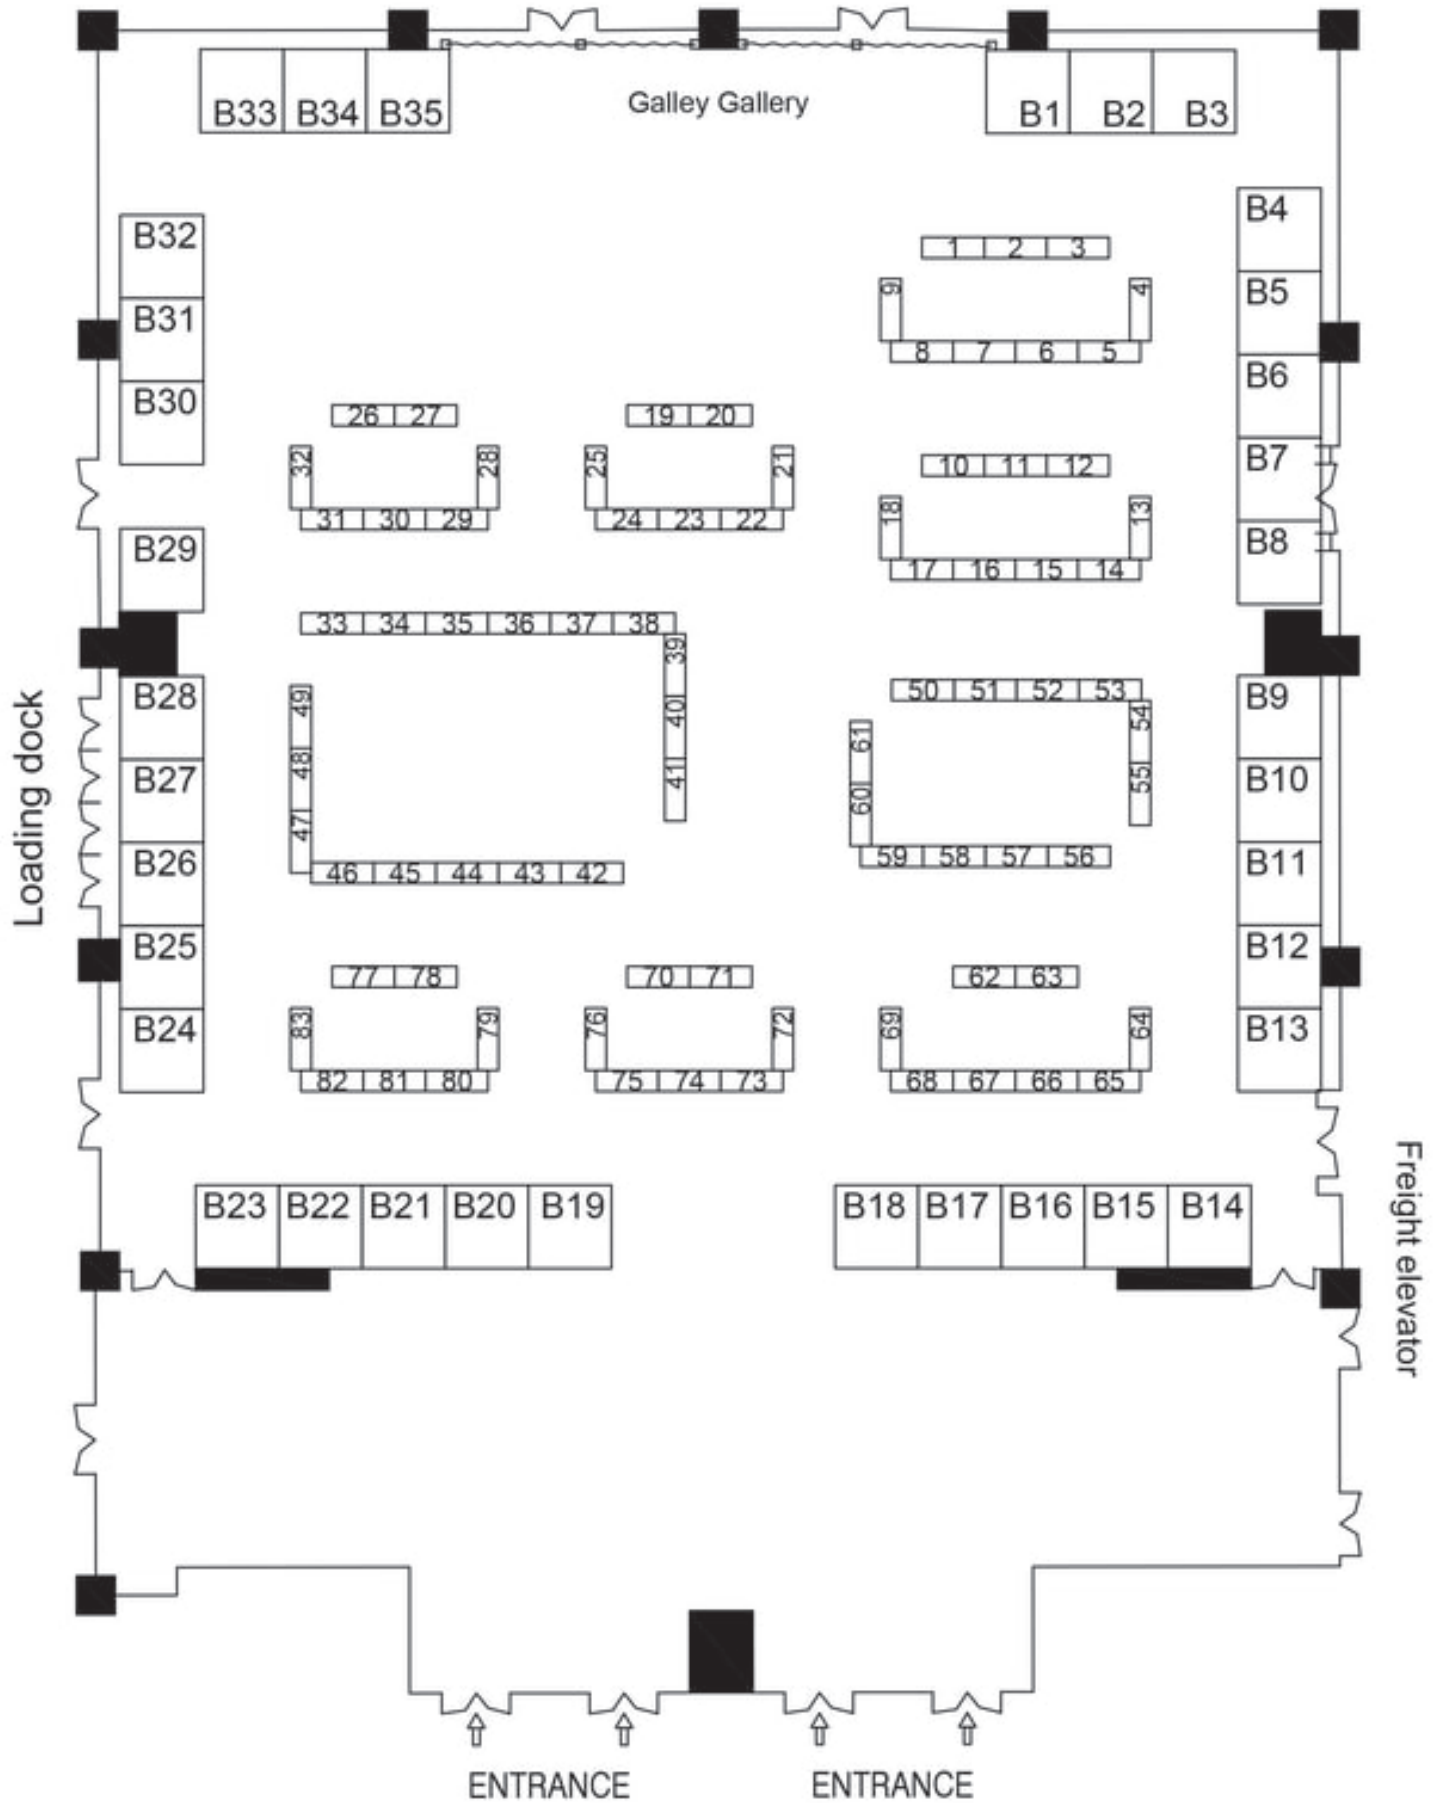 Galley Gallery
B33 B34 B35
B1 B2 B3
B32
B31
B30
B29
B28
B27
B26
B25
B24
Loading dock
B4
B5
B6
B7
B8
B9
B10
B11
B12
B13
Freight elevator
1 2 3
9 4
8 7 6 5
26 27
32 28
31 30 29
19 20
25 21
24 23 22
10 11 12
18 13
17 16 15 14
33 34 35 36 37 38
39
40
41
49
48
47
46 45 44 43 42
50 51 52 53
54
55
61
60
59 58 57 56
77 78
83 79
82 81 80
70 71
76 72
75 74 73
62 63
69 64
68 67 66 65
B23 B22 B21 B20 B19
B18 B17 B16 B15 B14
ENTRANCE
ENTRANCE